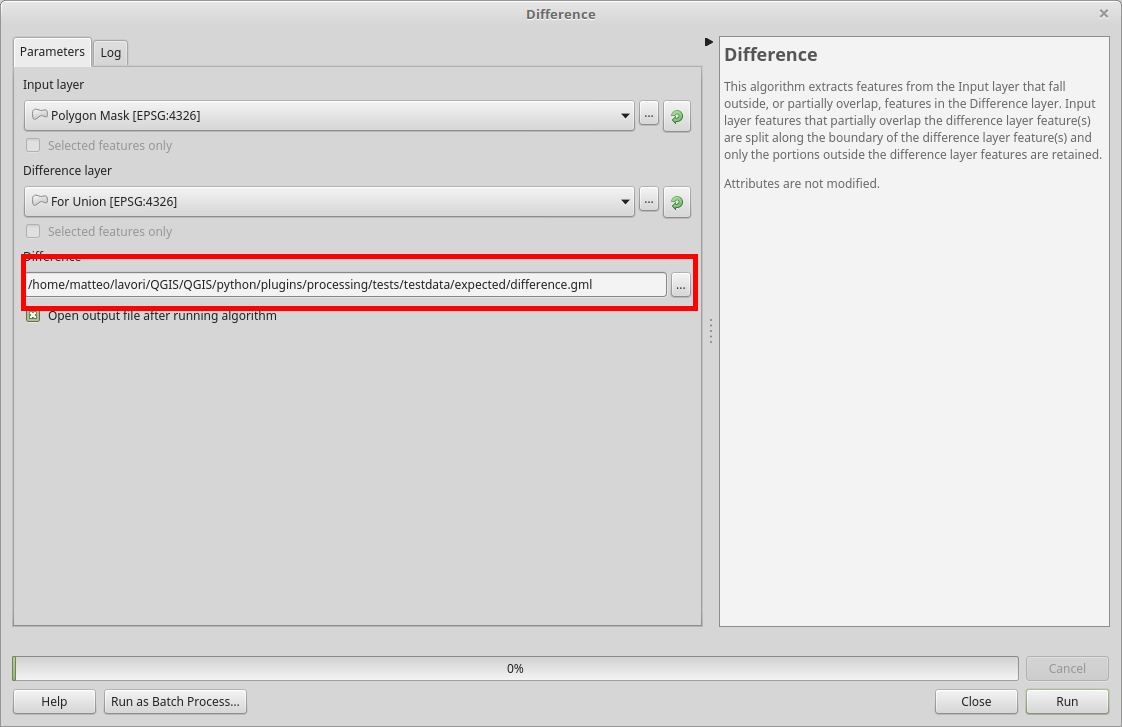 Difference
Parameters
Log
Input layer
Polygon Mask [EPSG:4326]
...
Selected features only
Difference layer
For Union [EPSG:4326]
...
Selected features only
Difference
/home/matteo/lavori/QGIS/QGIS/python/plugins/processing/tests/testdata/expected/difference.gml
...
Open output file after running algorithm
Difference
This algorithm extracts features from the Input layer that fall
outside, or partially overlap, features in the Difference layer. Input
layer features that partially overlap the difference layer feature(s)
are split along the boundary of the difference layer feature(s) and
only the portions outside the difference layer features are retained.
Attributes are not modified.
0%
Cancel
Help
Run as Batch Process...
Close
Run